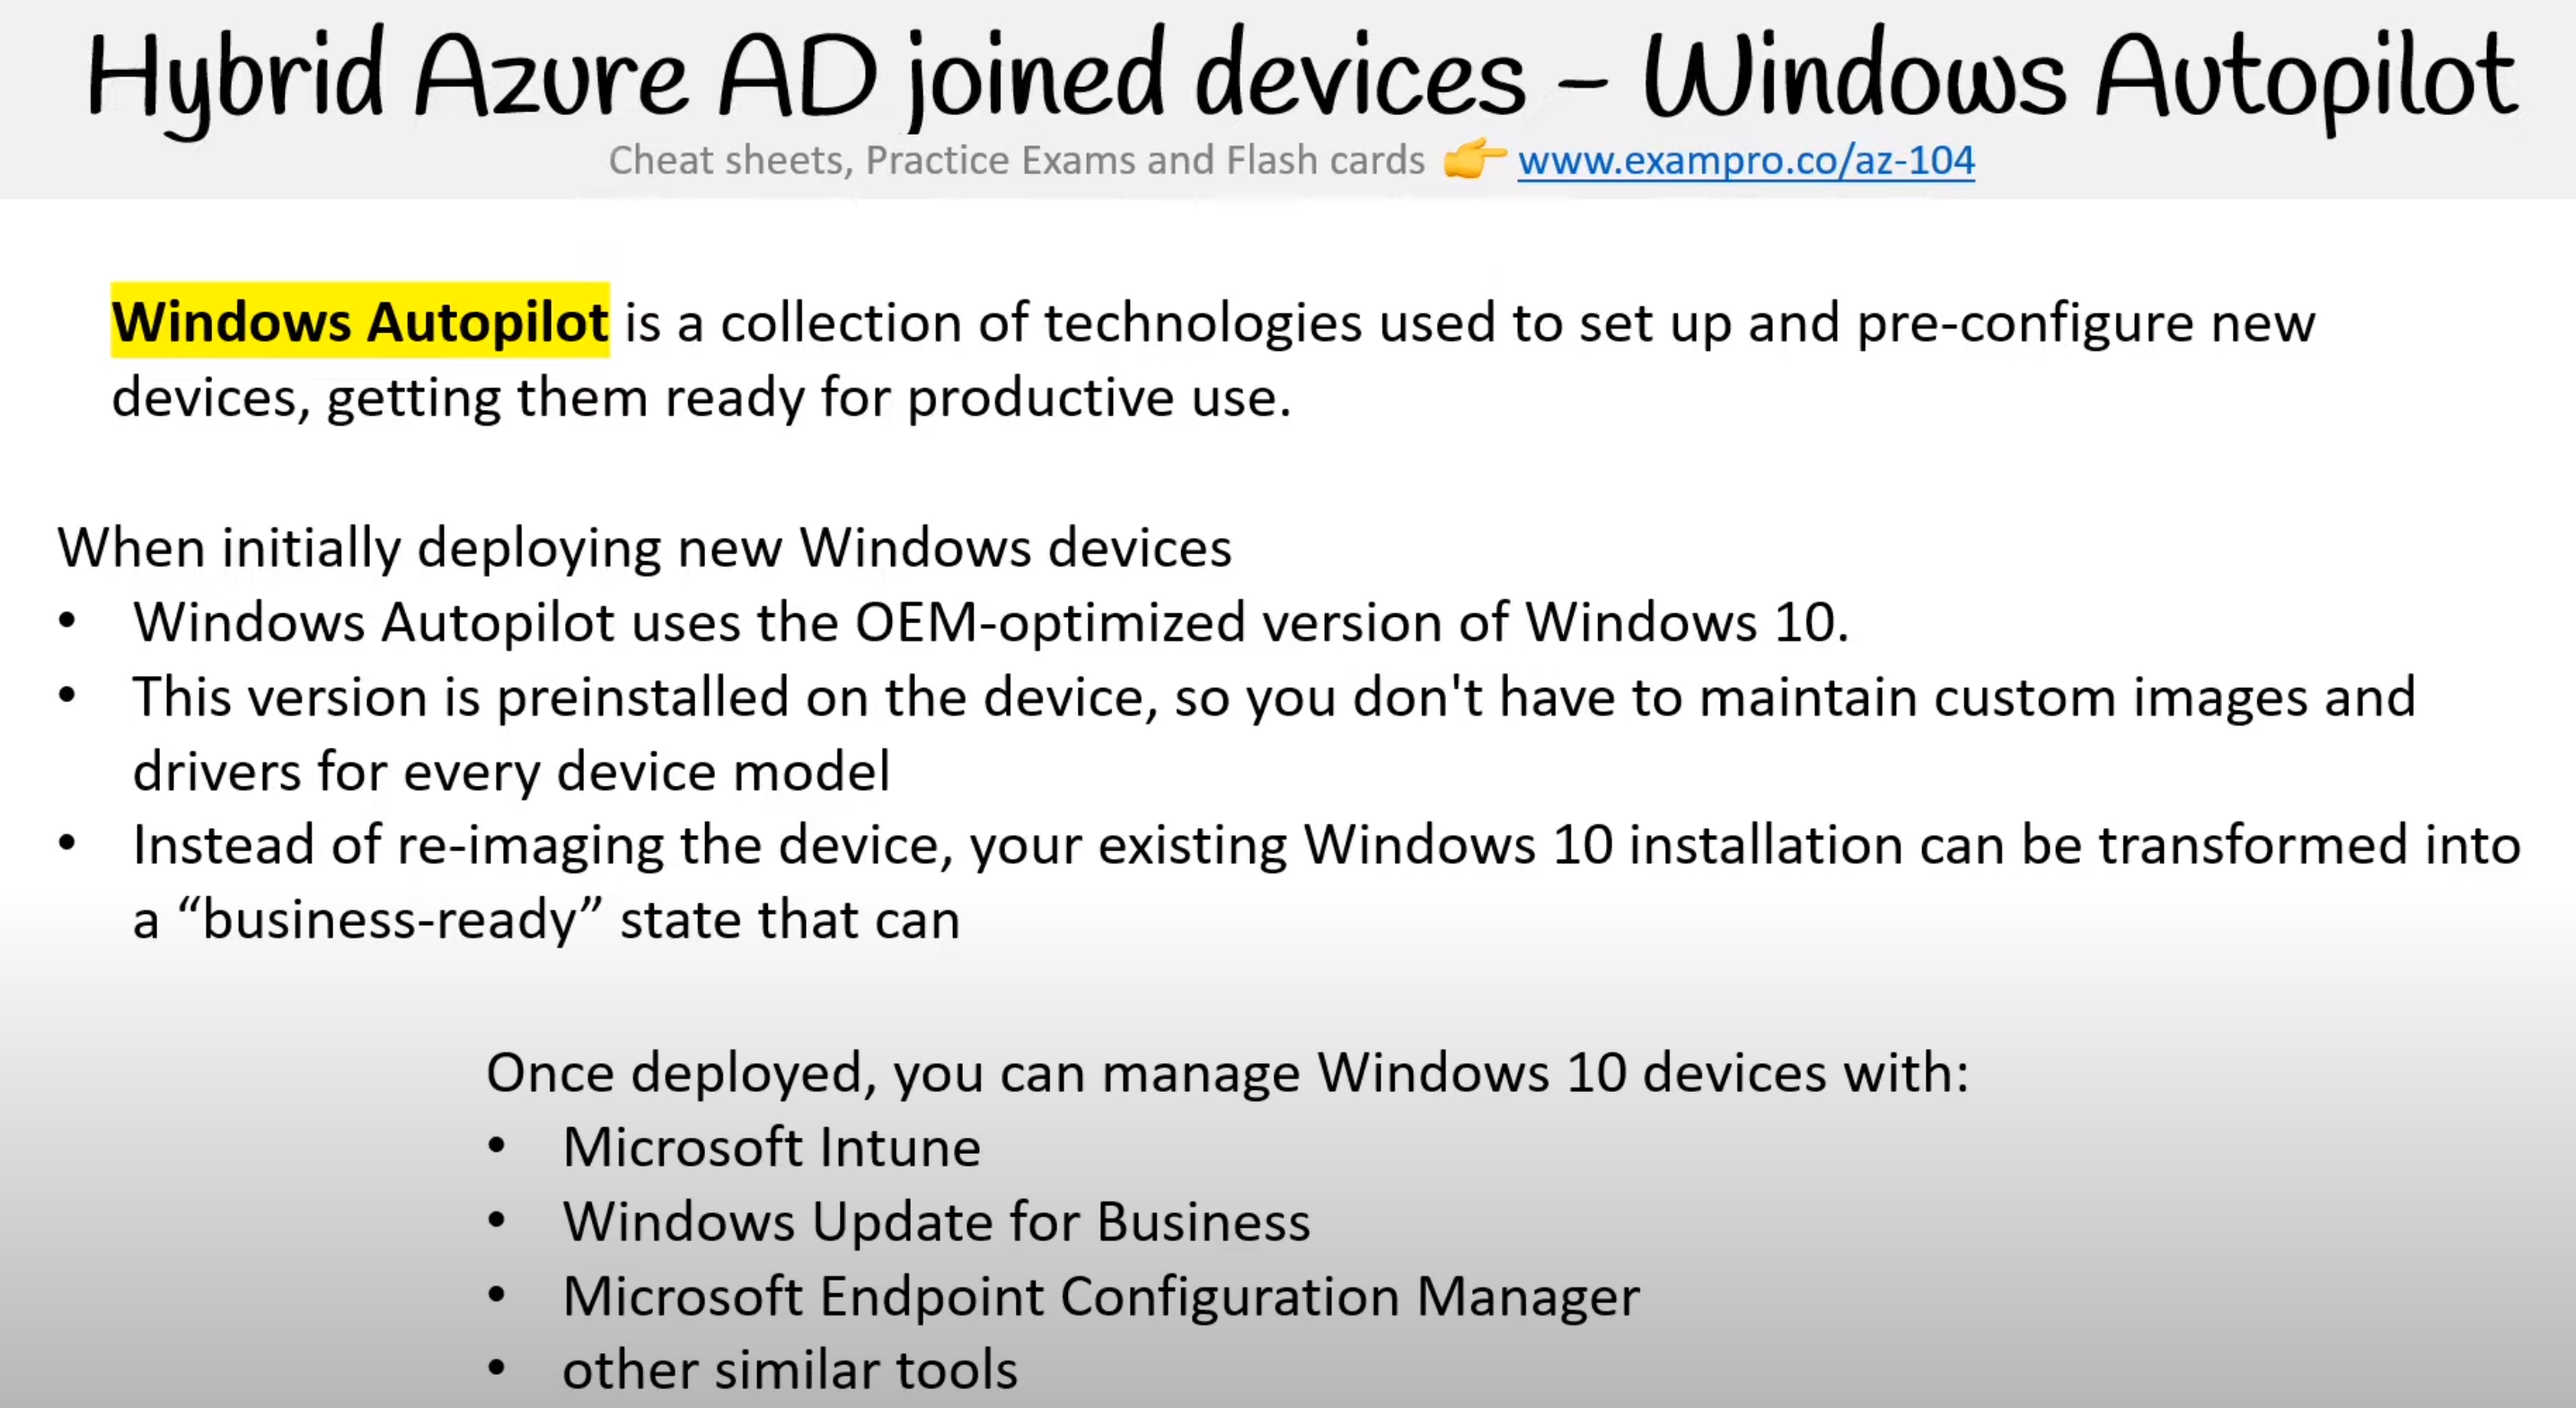 Hybrid Azure AD joined devices – Windows Autopilot
Cheat sheets, Practice Exams and Flash cards 👉 www.exampro.co/az-104
Windows Autopilot is a collection of technologies used to set up and pre-configure new
devices, getting them ready for productive use.
When initially deploying new Windows devices
• Windows Autopilot uses the OEM-optimized version of Windows 10.
• This version is preinstalled on the device, so you don't have to maintain custom images and
drivers for every device model
• Instead of re-imaging the device, your existing Windows 10 installation can be transformed into
a “business-ready” state that can
Once deployed, you can manage Windows 10 devices with:
• Microsoft Intune
• Windows Update for Business
• Microsoft Endpoint Configuration Manager
• other similar tools